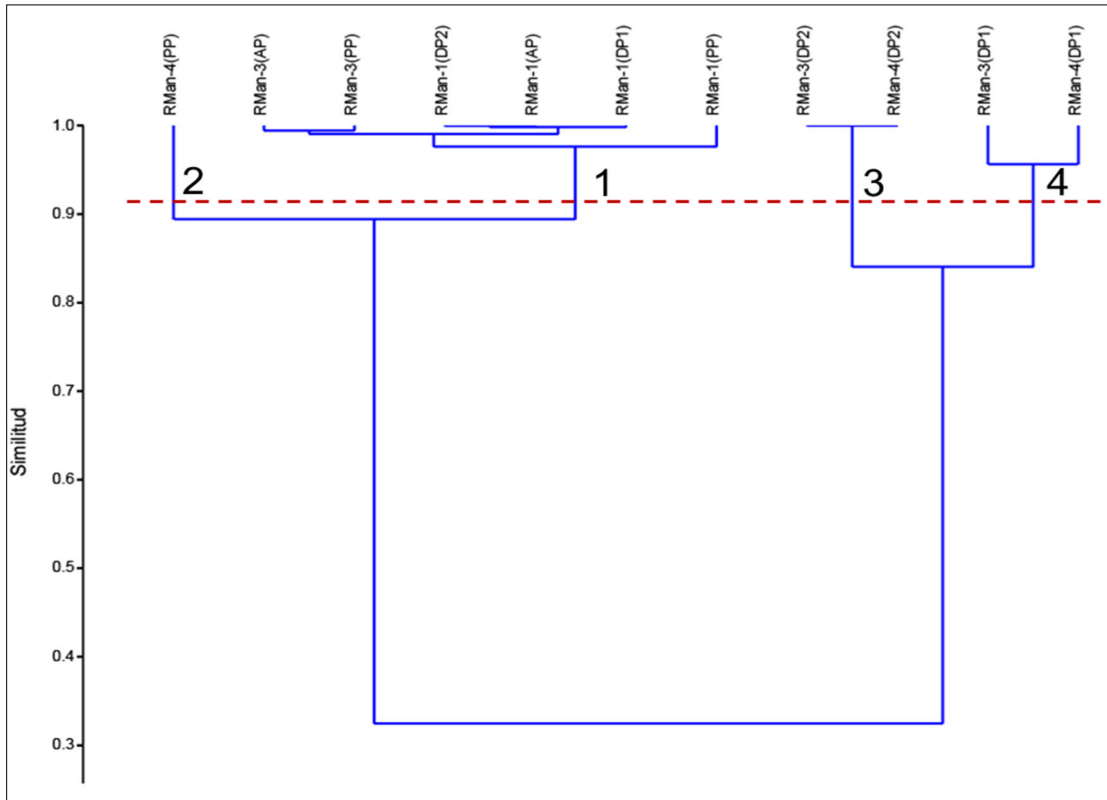 RMan-4(PP)
RMan-3(AP)
RMan-3(PP)
RMan-1(DP2)
RMan-1(AP)
RMan-1(DP1)
RMan-1(PP)
RMan-3(DP2)
RMan-4(DP2)
RMan-3(DP1)
RMan-4(DP1)
1.0
2
1
3
4
0.9
0.8
0.7
0.6
0.5
0.4
0.3
Similitud